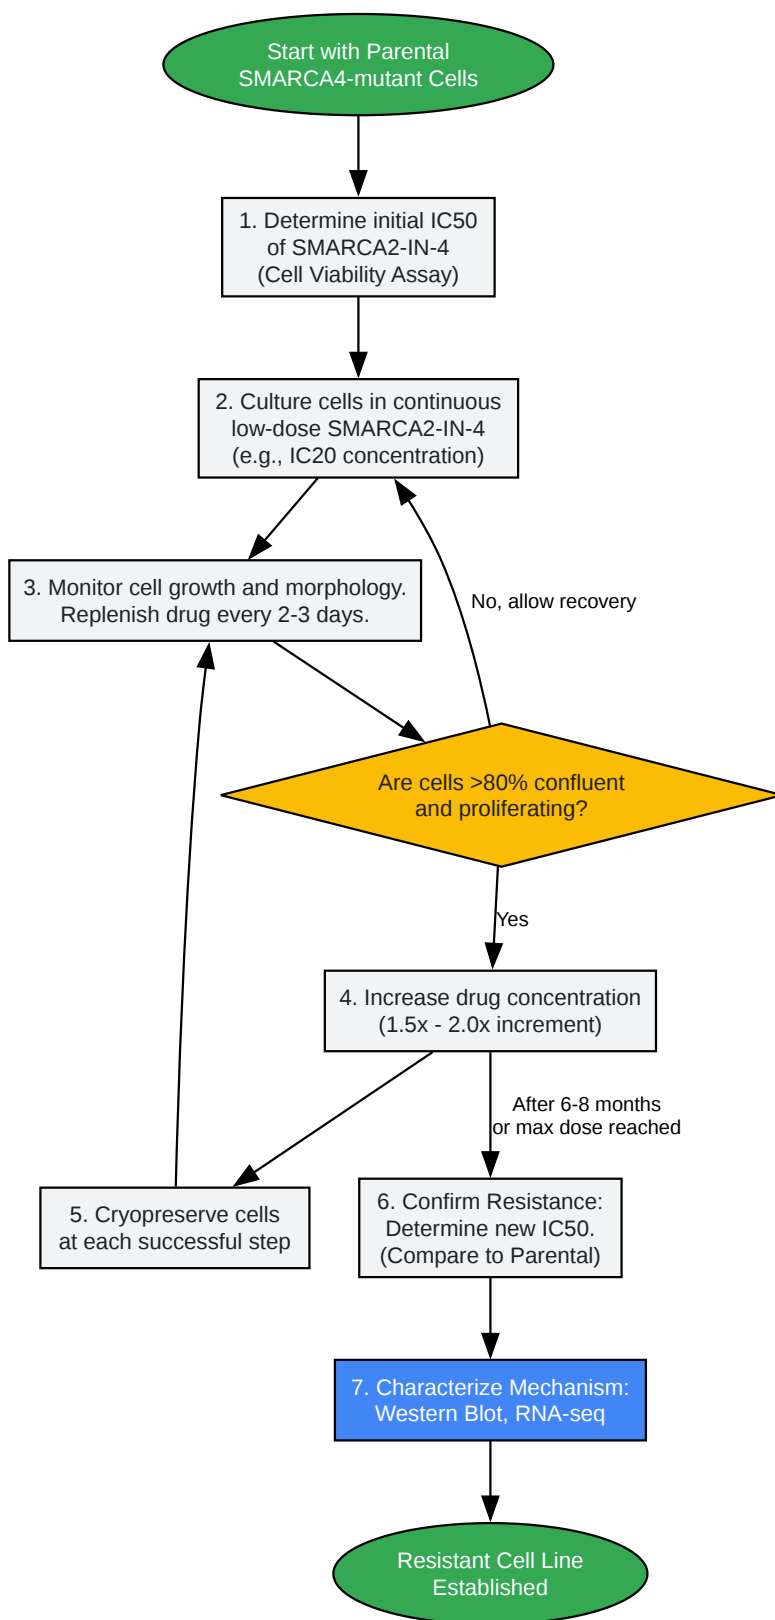 Start with Parental
SMARCA4-mutant Cells
1. Determine initial IC50
of SMARCA2-IN-4
(Cell Viability Assay)
2. Culture cells in continuous
low-dose SMARCA2-IN-4
(e.g., IC20 concentration)
3. Monitor cell growth and morphology.
Replenish drug every 2-3 days.
No, allow recovery
Are cells >80% confluent
and proliferating?
Yes
4. Increase drug concentration
(1.5x - 2.0x increment)
After 6-8 months
or max dose reached
5. Cryopreserve cells
at each successful step
6. Confirm Resistance:
Determine new IC50.
(Compare to Parental)
7. Characterize Mechanism:
Western Blot, RNA-seq
Resistant Cell Line
Established